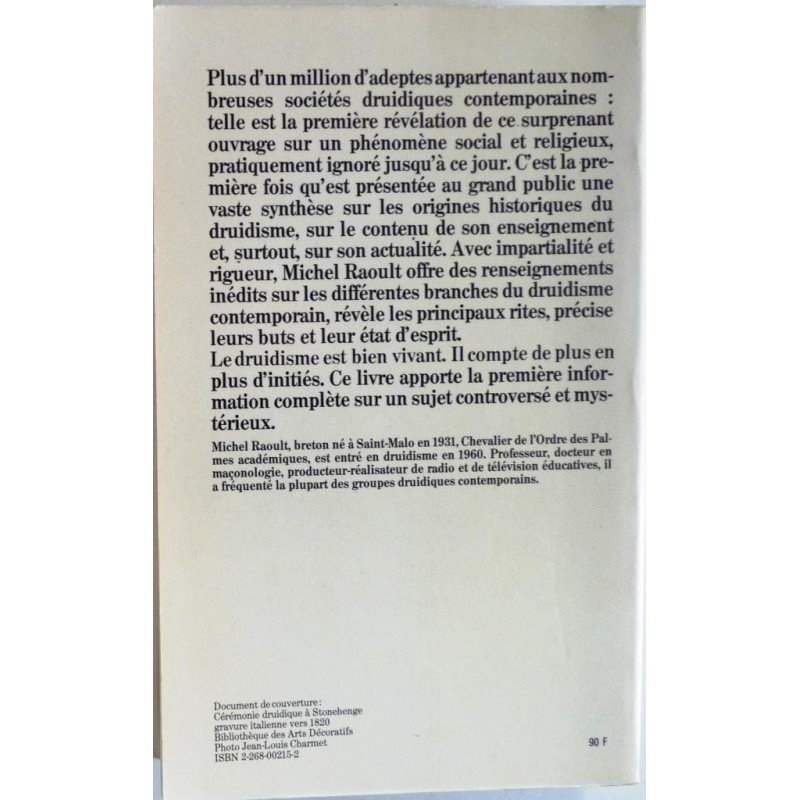 Plus d'un million d'adeptes appartenant aux nom-
breuses sociétés druidiques contemporaines :
telle est la première révélation de ce surprenant
ouvrage sur un phénomène social et religieux,
pratiquement ignoré jusqu'à ce jour. C'est la pre-
mière fois qu'est présentée au grand public une
vaste synthèse sur les origines historiques du
druidisme, sur le contenu de son enseignement
et, surtout, sur son actualité. Avec impartialité et
rigueur, Michel Raoult offre des renseignements
inédits sur les différentes branches du druidisme
contemporain, révèle les principaux rites, précise
leurs buts et leur état d'esprit.
Le druidisme est bien vivant. Il compte de plus en
plus d'initiés. Ce livre apporte la première infor-
mation complète sur un sujet controversé et mys-
térieux.
Michel Raoult, breton né à Saint-Malo en 1931, Chevalier de l'Ordre des Pal-
mes académiques, est entré en druidisme en 1960. Professeur, docteur en
maçonologie, producteur-réalisateur de radio et de télévision éducatives, il
a fréquenté la plupart des groupes druidiques contemporains.
Document de couverture :
Cérémonie druidique à Stonehenge
gravure italienne vers 1820
Bibliothèque des Arts Décoratifs
Photo Jean-Louis Charmet
ISBN 2-268-00215-2
90 F